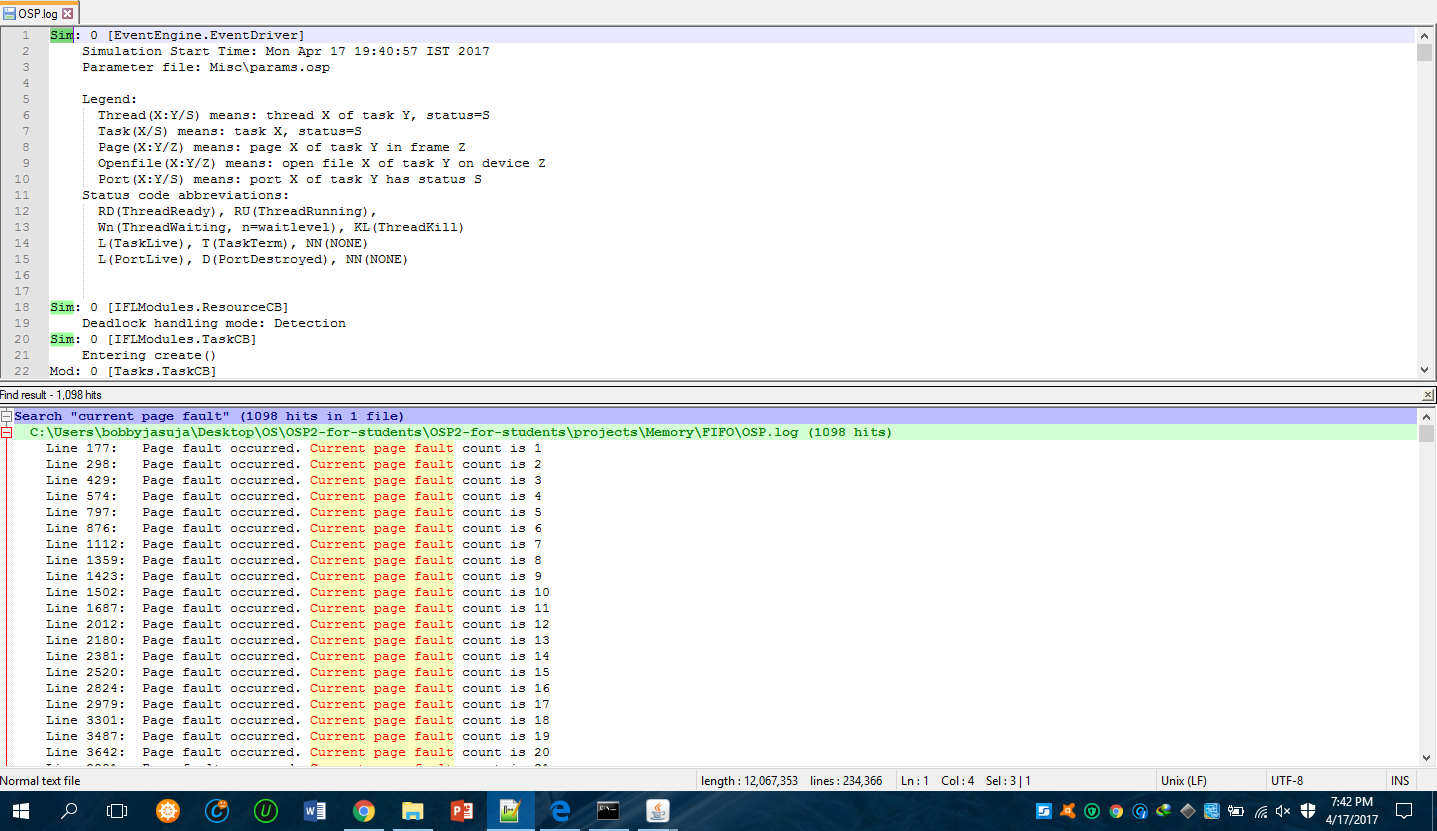 OSP.log
1 Sim: 0 [EventEngine.EventDriver]
2 Simulation Start Time: Mon Apr 17 19:40:57 IST 2017
3 Parameter file: Misc\params.osp
4
5 Legend:
6 Thread(X:Y/S) means: thread X of task Y, status=S
7 Task(X/S) means: task X, status=S
8 Page(X:Y/Z) means: page X of task Y in frame Z
9 Openfile(X:Y/Z) means: open file X of task Y on device Z
10 Port(X:Y/S) means: port X of task Y has status S
11 Status code abbreviations:
12 RD(ThreadReady), RU(ThreadRunning),
13 Wn(ThreadWaiting, n=waitlevel), KL(ThreadKill)
14 L(TaskLive), T(TaskTerm), NN(NONE)
15 L(PortLive), D(PortDestroyed), NN(NONE)
16
17
18 Sim: 0 [IFLModules.ResourceCB]
19 Deadlock handling mode: Detection
20 Sim: 0 [IFLModules.TaskCB]
21 Entering create()
22 Mod: 0 [Tasks.TaskCB]
Find result - 1,098 hits
Search "current page fault" (1098 hits in 1 file)
C:\Users\bobbyjasuja\Desktop\OS\OSP2-for-students\OSP2-for-students\projects\Memory\FIFO\OSP.log (1098 hits)
Line 177: Page fault occurred. Current page fault count is 1
Line 298: Page fault occurred. Current page fault count is 2
Line 429: Page fault occurred. Current page fault count is 3
Line 574: Page fault occurred. Current page fault count is 4
Line 797: Page fault occurred. Current page fault count is 5
Line 876: Page fault occurred. Current page fault count is 6
Line 1112: Page fault occurred. Current page fault count is 7
Line 1359: Page fault occurred. Current page fault count is 8
Line 1423: Page fault occurred. Current page fault count is 9
Line 1502: Page fault occurred. Current page fault count is 10
Line 1687: Page fault occurred. Current page fault count is 11
Line 2012: Page fault occurred. Current page fault count is 12
Line 2180: Page fault occurred. Current page fault count is 13
Line 2381: Page fault occurred. Current page fault count is 14
Line 2520: Page fault occurred. Current page fault count is 15
Line 2824: Page fault occurred. Current page fault count is 16
Line 2979: Page fault occurred. Current page fault count is 17
Line 3301: Page fault occurred. Current page fault count is 18
Line 3487: Page fault occurred. Current page fault count is 19
Line 3642: Page fault occurred. Current page fault count is 20
Normal text file length : 12,067,353 lines : 234,366 Ln : 1 Col : 4 Sel : 3 | 1 Unix (LF) UTF-8 INS
7:42 PM
4/17/2017